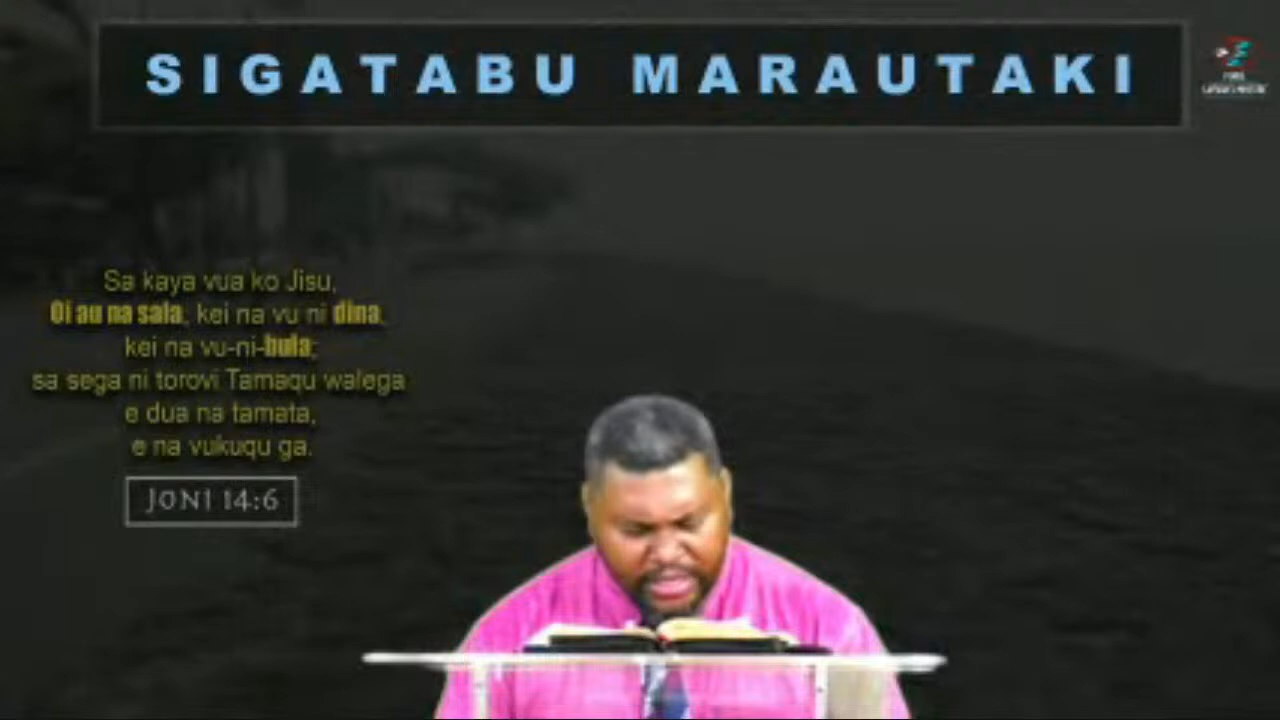 SIGATABU MARAUTAKI
Sa kaya vua ko Jisu,
Oi au na sala, kei na vu ni dina,
kei na vu-ni-bula;
sa sega ni torovi Tamaqu walega
e dua na tamata,
e na vukuqu ga.
JONI 14:6